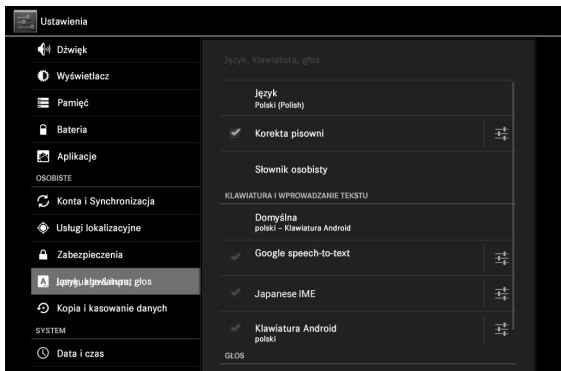 Ustawienia
Dźwięk
Wyświetlacz
Pamięć
Bateria
Aplikacje
OSOBISTE
Konta i Synchronizacja
Usługi lokalizacyjne
Zabezpieczenia
głos
Kopia i kasowanie danych
SYSTEM
Data i czas
Język, klawiatura, głos
Język
Polski (Polish)
Korekta pisowni
Słownik osobisty
KLAWIATURA I WPROWADZANIE TEKSTU
Domyślna
polski – Klawiatura Android
Google speech-to-text
Japanese IME
Klawiatura Android
polski
GŁOS